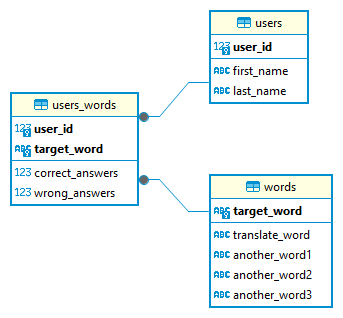 users
123 user_id
ABC first_name
ABC last_name
users_words
123 user_id
ABC target_word
123 correct_answers
123 wrong_answers
words
ABC target_word
ABC translate_word
ABC another_word1
ABC another_word2
ABC another_word3